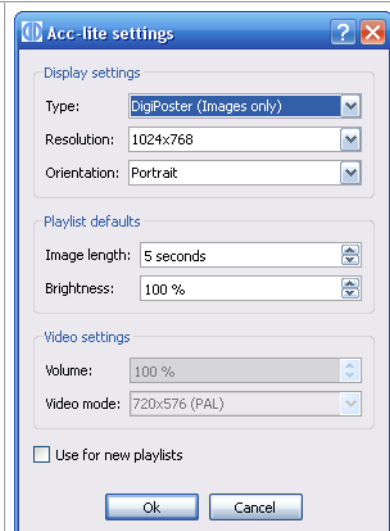 Acc-lite settings
Display settings
Type: DigiPoster (Images only)
Resolution: 1024x768
Orientation: Portrait
Playlist defaults
Image length: 5 seconds
Brightness: 100 %
Video settings
Volume: 100 %
Video mode: 720x576 (PAL)
Use for new playlists
Ok Cancel